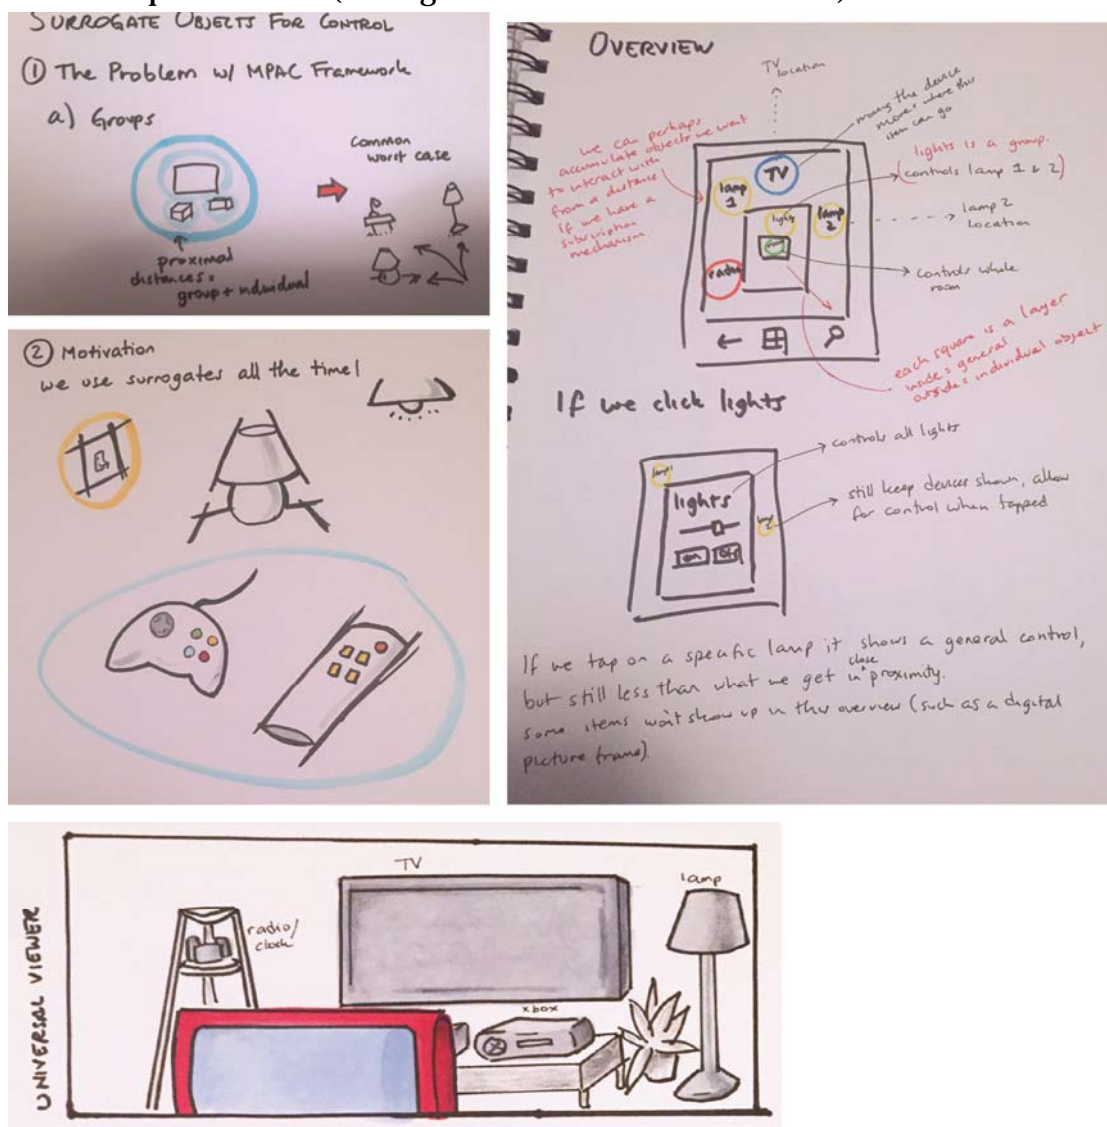 SURROGATE OBJECTS FOR CONTROL
① The Problem w/ MPAC Framework
a) Groups
Common
worst case
proximal
distances =
group + individual
② Motivation
we use surrogates all the time!
OVERVIEW
TV
location
moving the device
moves where this
item can go
we can perhaps
accumulate objects we want
to interact with
from a distance
if we have a
subscription
mechanism.
TV
lamp
1
lights
lamp
2
radio
(lights is a group.
controls lamp 1 & 2)
lamp 2
location
controls whole
room
each square is a layer
inside = general
outside = individual object
If we click lights
lamp 1
lights
on
off
controls all lights
still keep devices shown, allow
for control when tapped
If we tap on a specific lamp it shows a general control,
but still less than what we get in close proximity.
some items won't show up in this overview (such as a digital
picture frame).
UNIVERSAL VIEWER
TV
lamp
radio/
clock
xbox